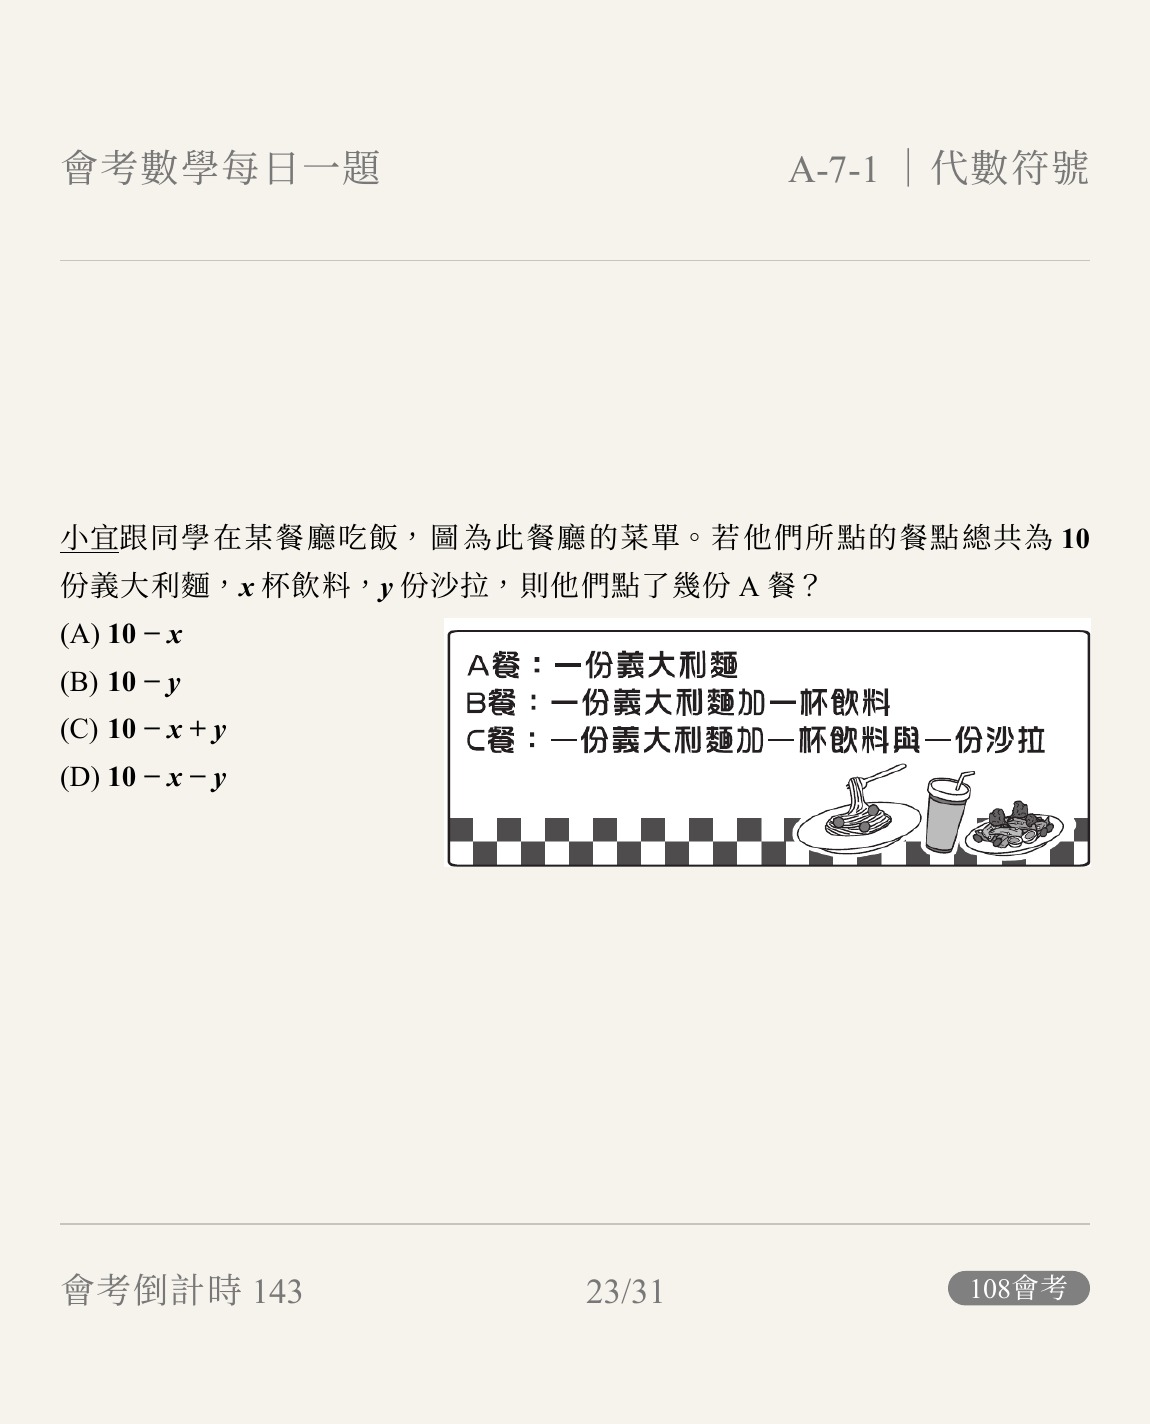 會考數學每日一題
A-7-1 ｜代數符號
小宜跟同學在某餐廳吃飯，圖為此餐廳的菜單。若他們所點的餐點總共為 10
份義大利麵，x 杯飲料，y 份沙拉，則他們點了幾份 A 餐？
(A) 10 − x
(B) 10 − y
(C) 10 − x + y
(D) 10 − x − y
A餐：一份義大利麵
B餐：一份義大利麵加一杯飲料
C餐：一份義大利麵加一杯飲料與一份沙拉
會考倒計時 143
23/31
108會考